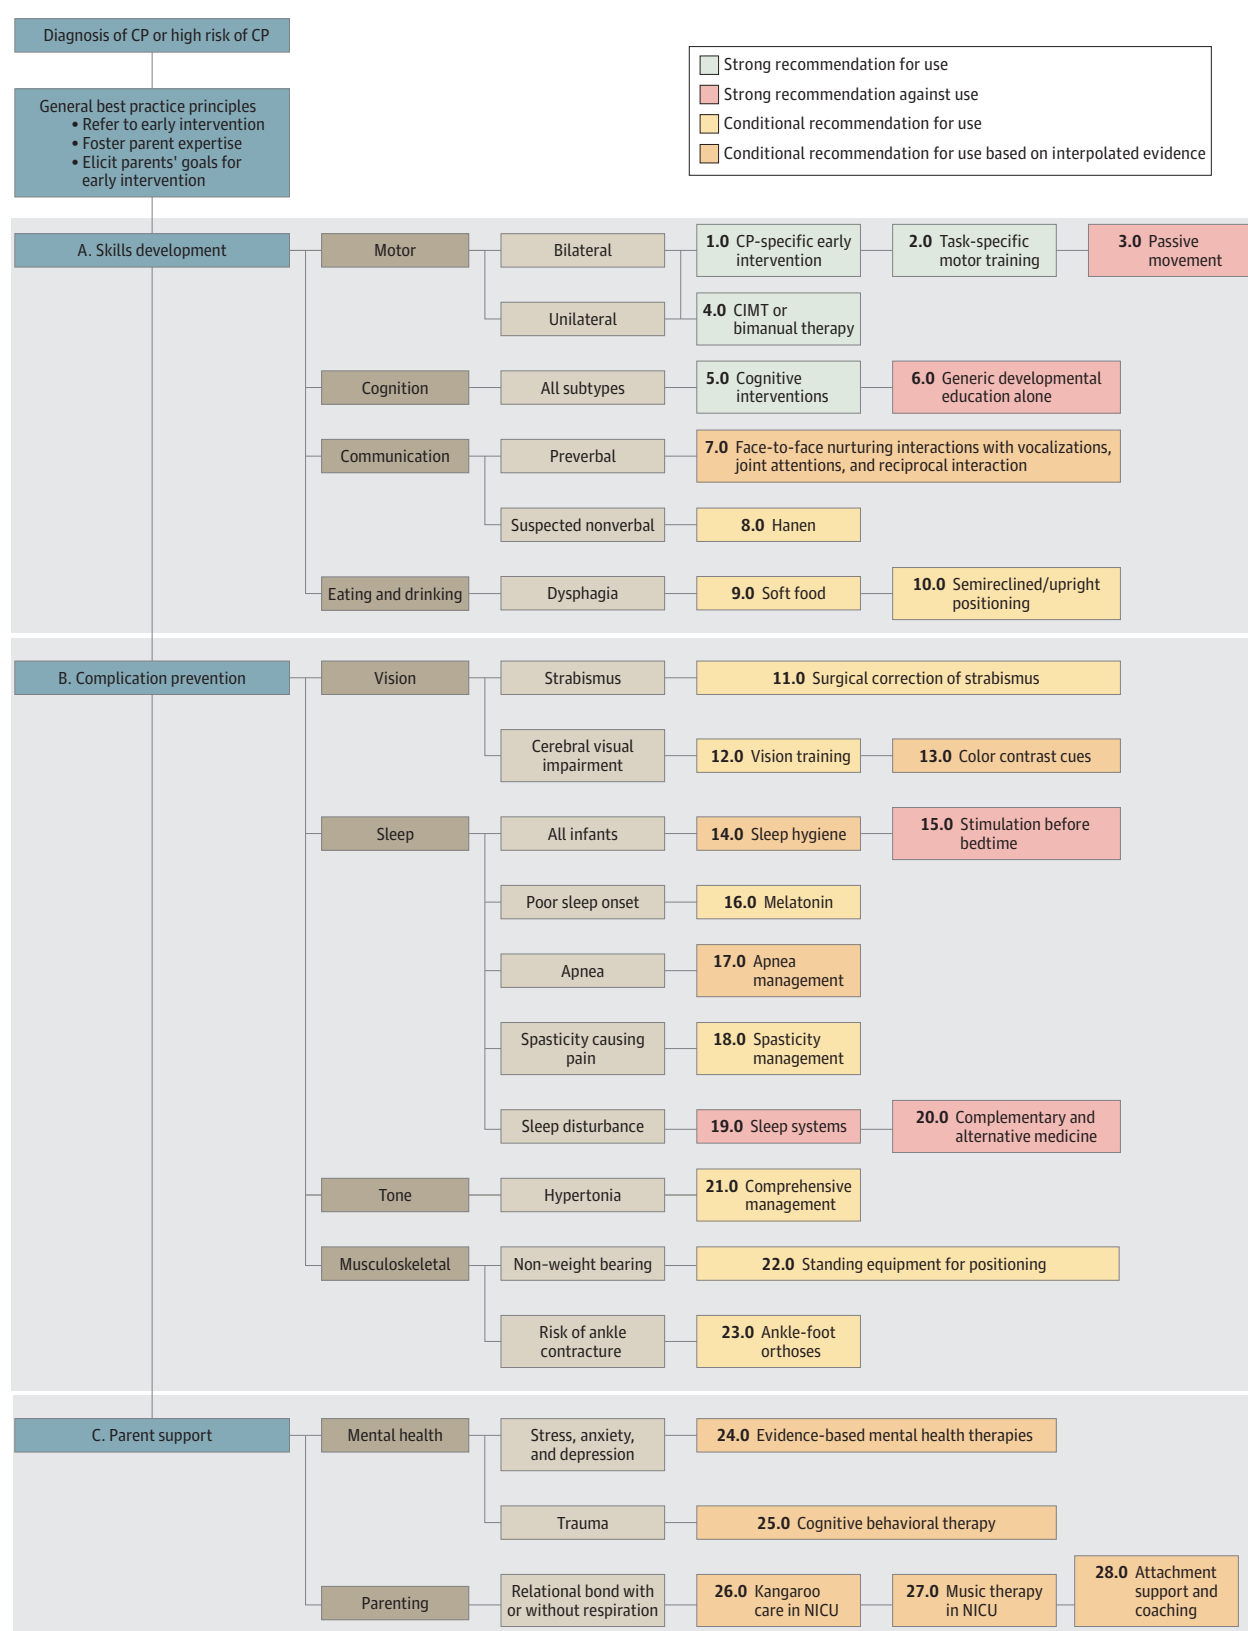 Diagnosis of CP or high risk of CP
General best practice principles
• Refer to early intervention
• Foster parent expertise
• Elicit parents' goals for
early intervention
Strong recommendation for use
Strong recommendation against use
Conditional recommendation for use
Conditional recommendation for use based on interpolated evidence
A. Skills development
Motor
Bilateral
1.0 CP-specific early
intervention
2.0 Task-specific
motor training
3.0 Passive
movement
Unilateral
4.0 CIMT or
bimanual therapy
Cognition
All subtypes
5.0 Cognitive
interventions
6.0 Generic developmental
education alone
Communication
Preverbal
7.0 Face-to-face nurturing interactions with vocalizations,
joint attentions, and reciprocal interaction
Suspected nonverbal
8.0 Hanen
Eating and drinking
Dysphagia
9.0 Soft food
10.0 Semireclined/upright
positioning
B. Complication prevention
Vision
Strabismus
11.0 Surgical correction of strabismus
Cerebral visual
impairment
12.0 Vision training
13.0 Color contrast cues
Sleep
All infants
14.0 Sleep hygiene
15.0 Stimulation before
bedtime
Poor sleep onset
16.0 Melatonin
Apnea
17.0 Apnea
management
Spasticity causing
pain
18.0 Spasticity
management
Sleep disturbance
19.0 Sleep systems
20.0 Complementary and
alternative medicine
Tone
Hypertonia
21.0 Comprehensive
management
Musculoskeletal
Non-weight bearing
22.0 Standing equipment for positioning
Risk of ankle
contracture
23.0 Ankle-foot
orthoses
C. Parent support
Mental health
Stress, anxiety,
and depression
24.0 Evidence-based mental health therapies
Trauma
25.0 Cognitive behavioral therapy
Parenting
Relational bond with
or without respiration
26.0 Kangaroo
care in NICU
27.0 Music therapy
in NICU
28.0 Attachment
support and
coaching